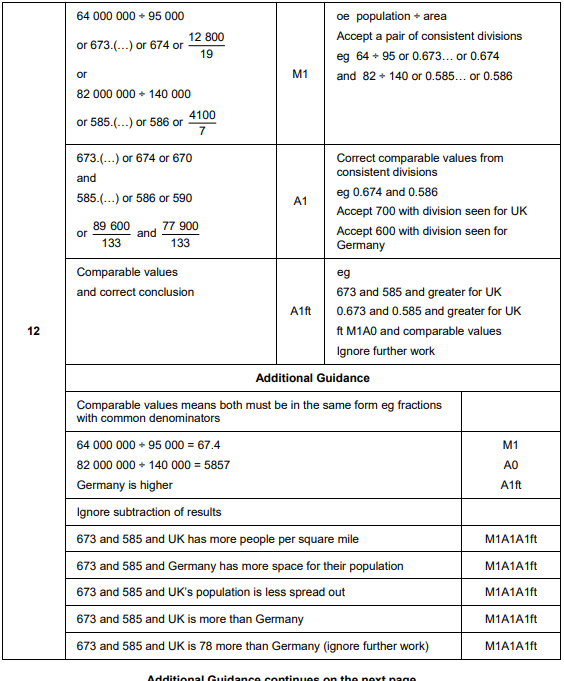 64 000 000 ÷ 95 000
or 673.(…) or 674 or 12 800/19
or
82 000 000 ÷ 140 000
or 585.(…) or 586 or 4100/7
M1
oe population ÷ area
Accept a pair of consistent divisions
eg 64 ÷ 95 or 0.673… or 0.674
and 82 ÷ 140 or 0.585… or 0.586
673.(…) or 674 or 670
and
585.(…) or 586 or 590
or 89 600/133 and 77 900/133
A1
Correct comparable values from
consistent divisions
eg 0.674 and 0.586
Accept 700 with division seen for UK
Accept 600 with division seen for
Germany
Comparable values
and correct conclusion
A1ft
eg
673 and 585 and greater for UK
0.673 and 0.585 and greater for UK
ft M1A0 and comparable values
Ignore further work
12
Additional Guidance
Comparable values means both must be in the same form eg fractions
with common denominators
64 000 000 ÷ 95 000 = 67.4 M1
82 000 000 ÷ 140 000 = 5857 A0
Germany is higher A1ft
Ignore subtraction of results
673 and 585 and UK has more people per square mile M1A1A1ft
673 and 585 and Germany has more space for their population M1A1A1ft
673 and 585 and UK's population is less spread out M1A1A1ft
673 and 585 and UK is more than Germany M1A1A1ft
673 and 585 and UK is 78 more than Germany (ignore further work) M1A1A1ft
Additional Guidance continues on the next page